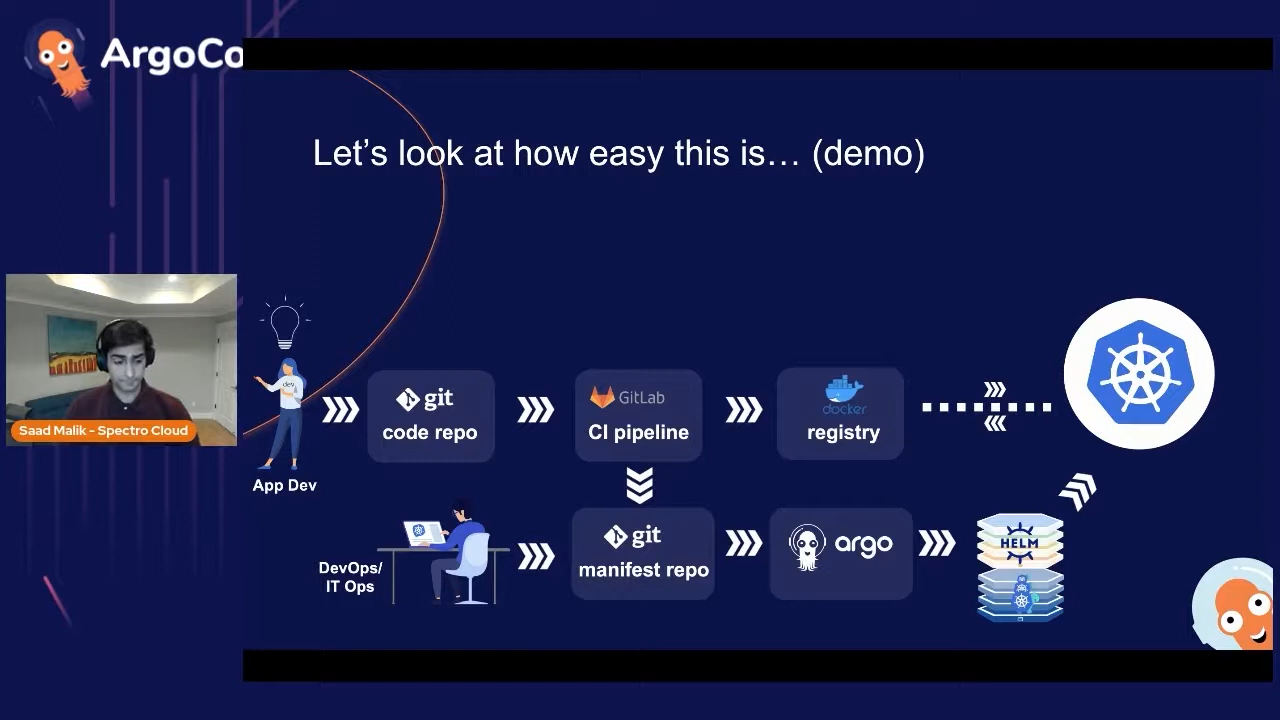 ArgoCo
Let's look at how easy this is... (demo)
dev
App Dev
git
code repo
GitLab
CI pipeline
docker
registry
Saad Malik - Spectro Cloud
DevOps/
IT Ops
git
manifest repo
argo
HELM